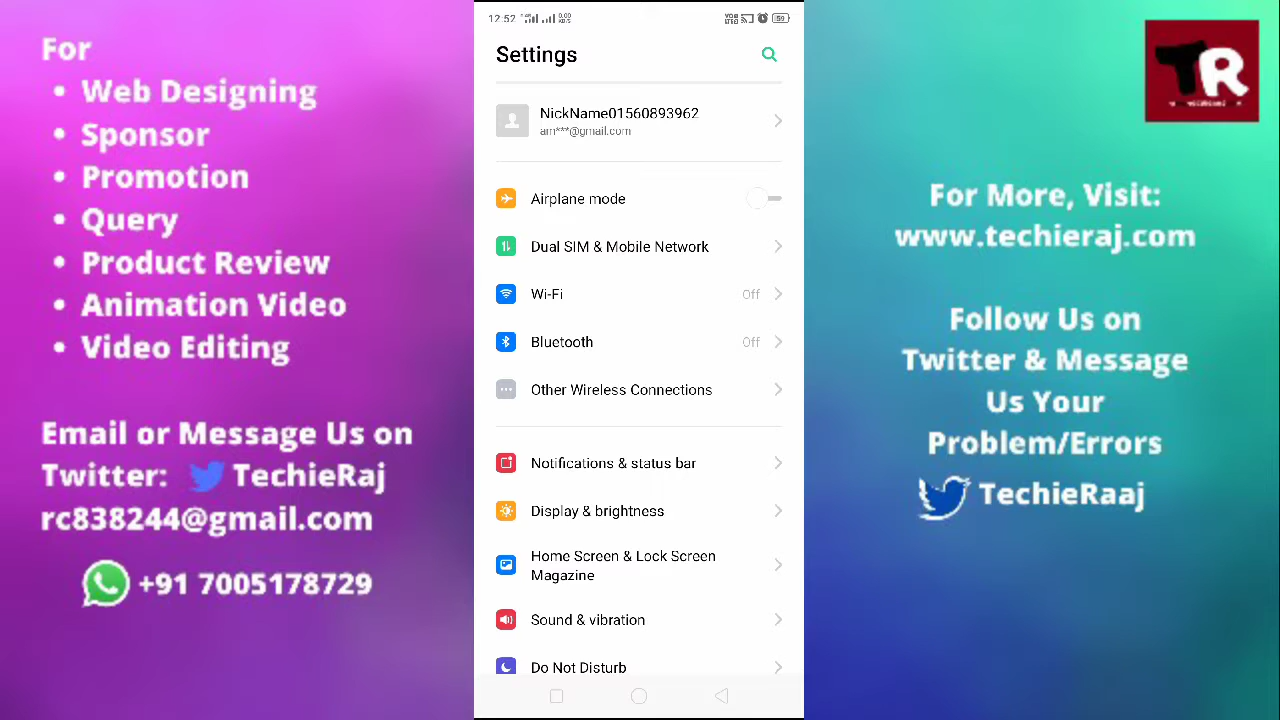 For
• Web Designing
• Sponsor
• Promotion
• Query
• Product Review
• Animation Video
• Video Editing
Email or Message Us on
Twitter: TechieRaj
rc838244@gmail.com
+91 7005178729
12:52
59
Settings
NickName01560893962
am***@gmail.com
Airplane mode
Dual SIM & Mobile Network
Wi-Fi Off
Bluetooth Off
Other Wireless Connections
Notifications & status bar
Display & brightness
Home Screen & Lock Screen
Magazine
Sound & vibration
Do Not Disturb
TR
For More, Visit:
www.techieraj.com
Follow Us on
Twitter & Message
Us Your
Problem/Errors
TechieRaaj